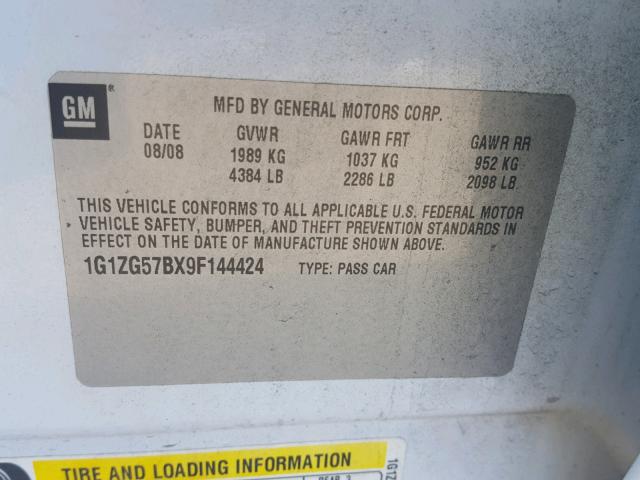 GM ® MFD BY GENERAL MOTORS CORP.
DATE GVWR GAWR FRT GAWR RR
08/08 1989 KG 1037 KG 952 KG
4384 LB 2286 LB 2098 LB
THIS VEHICLE CONFORMS TO ALL APPLICABLE U.S. FEDERAL MOTOR
VEHICLE SAFETY, BUMPER, AND THEFT PREVENTION STANDARDS IN
EFFECT ON THE DATE OF MANUFACTURE SHOWN ABOVE.
1G1ZG57BX9F144424 TYPE: PASS CAR
TIRE AND LOADING INFORMATION
1G1Z